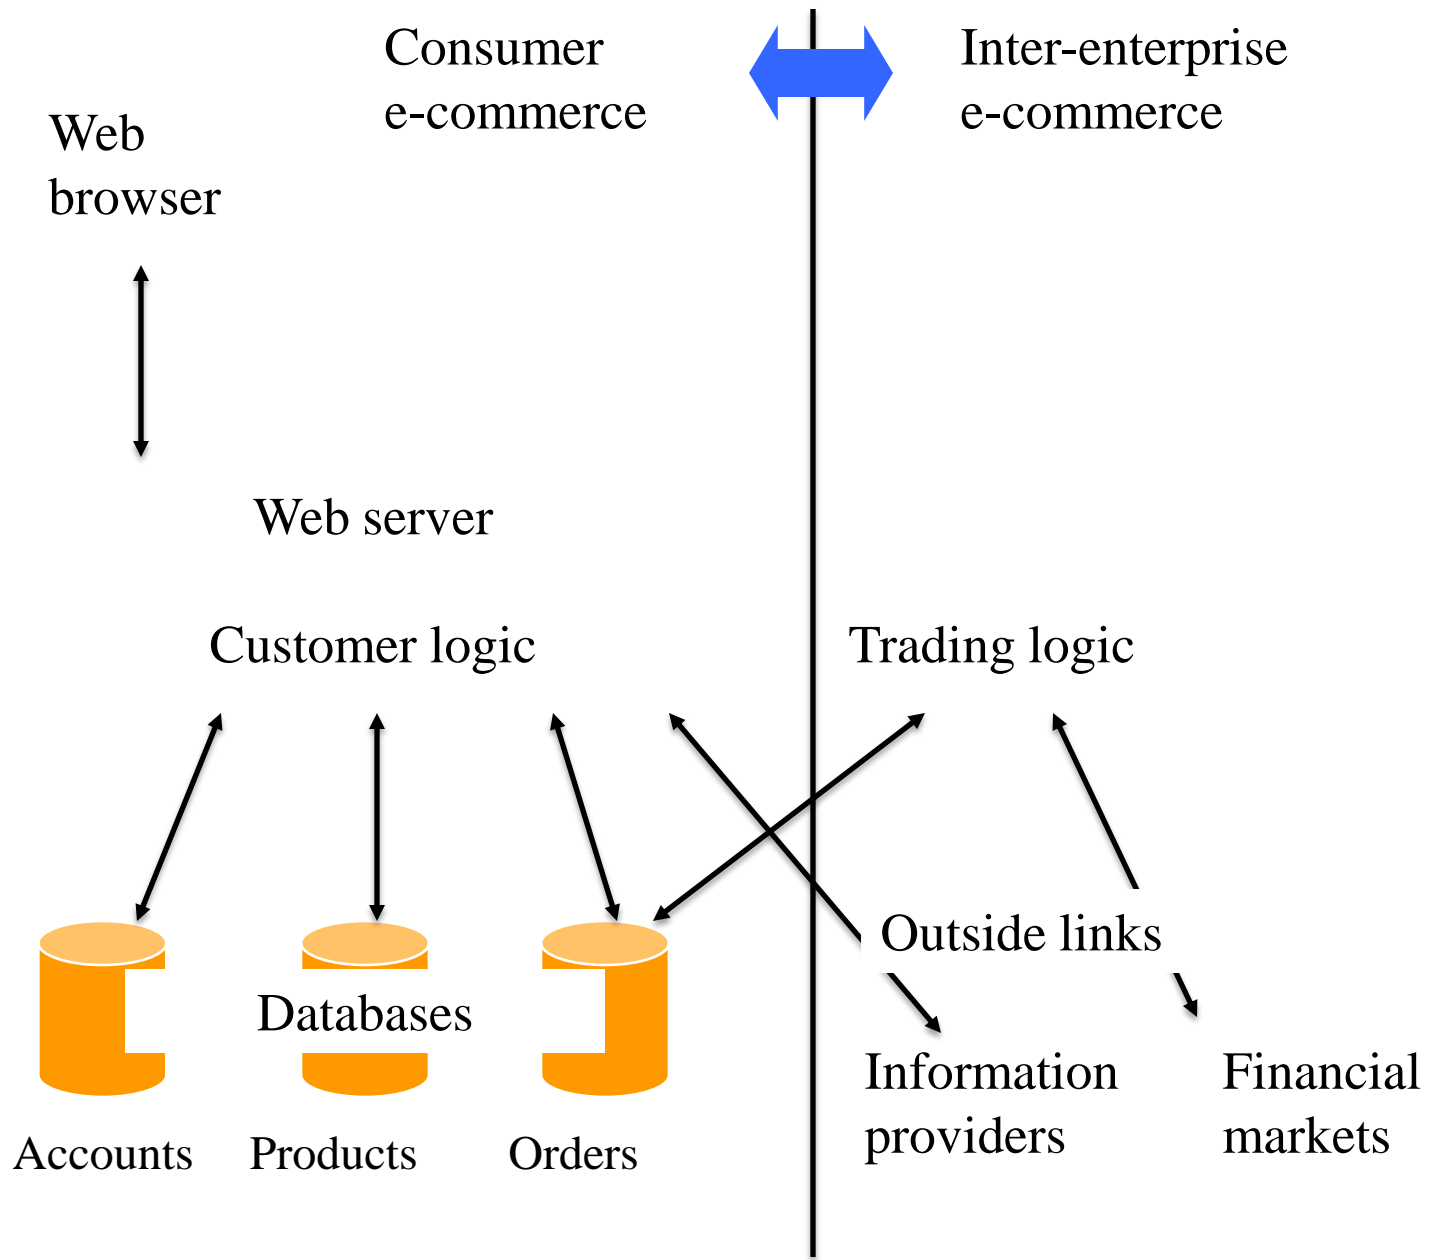 Consumer
e-commerce
Inter-enterprise
e-commerce
Web
browser
Web server
Customer logic
Trading logic
Outside links
Databases
Information
providers
Financial
markets
Accounts
Products
Orders